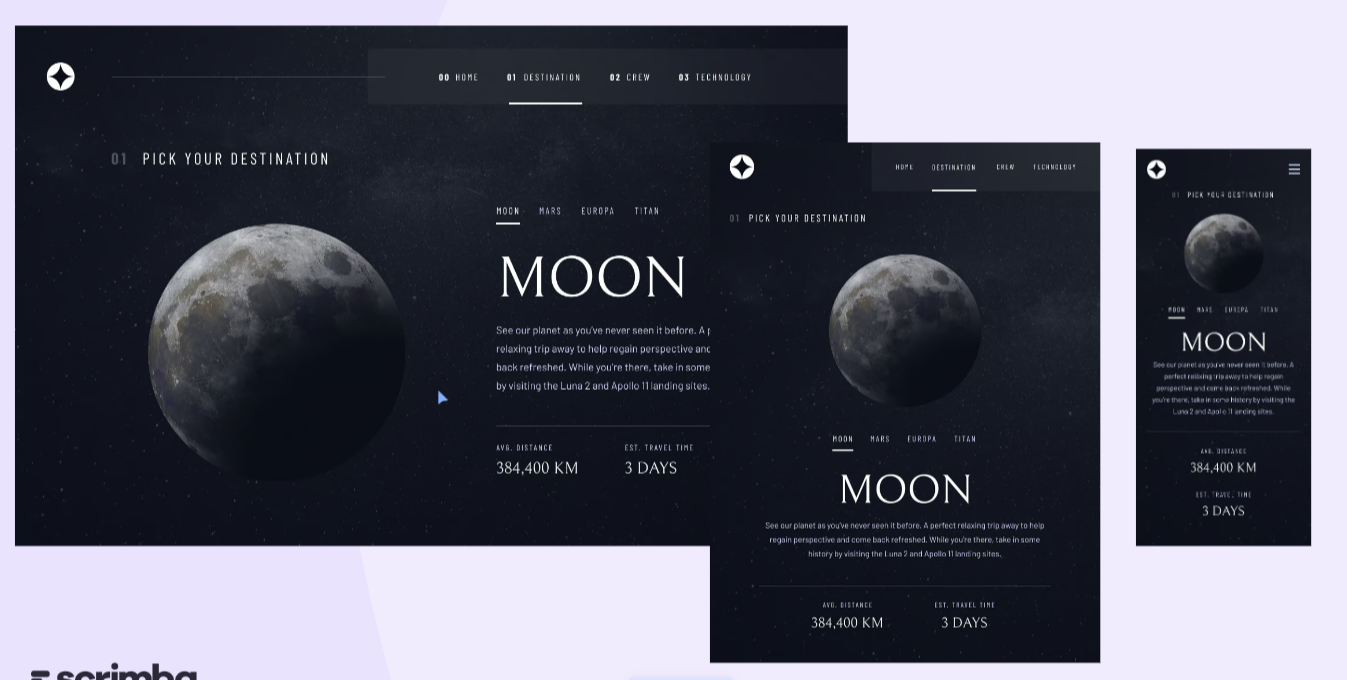 00 HOME 01 DESTINATION 02 CREW 03 TECHNOLOGY
01 PICK YOUR DESTINATION
MOON MARS EUROPA TITAN
MOON
See our planet as you've never seen it before. A
relaxing trip away to help regain perspective and
back refreshed. While you're there, take in some
by visiting the Luna 2 and Apollo 11 landing sites.
AVG. DISTANCE EST. TRAVEL TIME
384,400 KM 3 DAYS
HOME DESTINATION CREW TECHNOLOGY
01 PICK YOUR DESTINATION
MOON MARS EUROPA TITAN
MOON
See our planet as you've never seen it before. A perfect relaxing trip away to help
regain perspective and come back refreshed. While you're there, take in some
history by visiting the Luna 2 and Apollo 11 landing sites.
AVG. DISTANCE EST. TRAVEL TIME
384,400 KM 3 DAYS
01 PICK YOUR DESTINATION
MOON MARS EUROPA TITAN
MOON
See our planet as you've never seen it before. A
perfect relaxing trip away to help regain
perspective and come back refreshed. While
you're there, take in some history by visiting the
Luna 2 and Apollo 11 landing sites.
AVG. DISTANCE
384,400 KM
EST. TRAVEL TIME
3 DAYS
scrimba